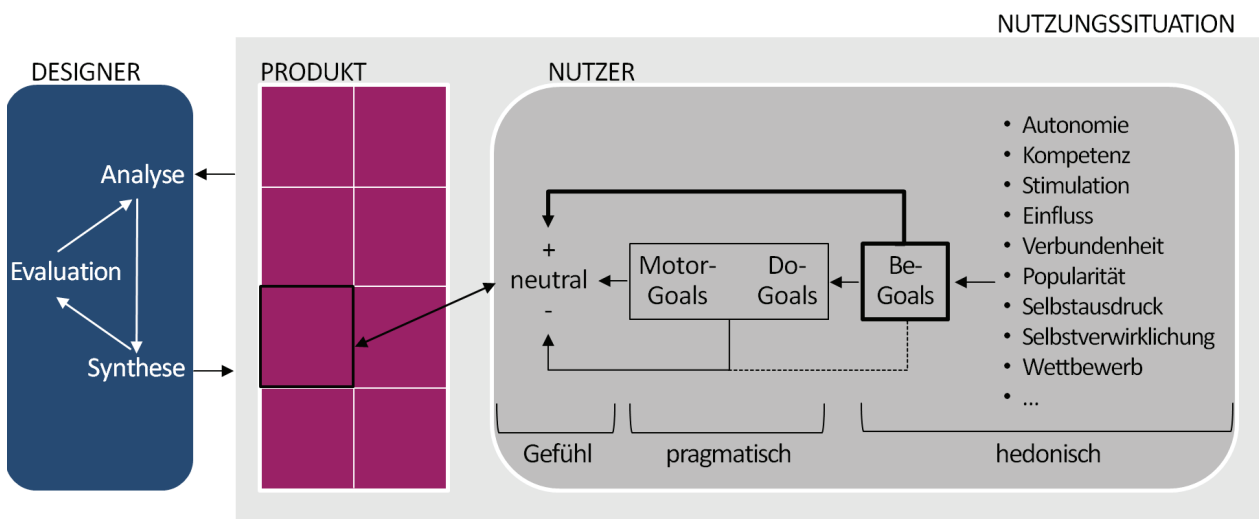 NUTZUNGSSITUATION
DESIGNER
PRODUKT
NUTZER
Analyse
Evaluation
Synthese
+
neutral
-
Motor-
Goals
Do-
Goals
Be-
Goals
• Autonomie
• Kompetenz
• Stimulation
• Einfluss
• Verbundenheit
• Popularität
• Selbstausdruck
• Selbstverwirklichung
• Wettbewerb
• ...
Gefühl
pragmatisch
hedonisch